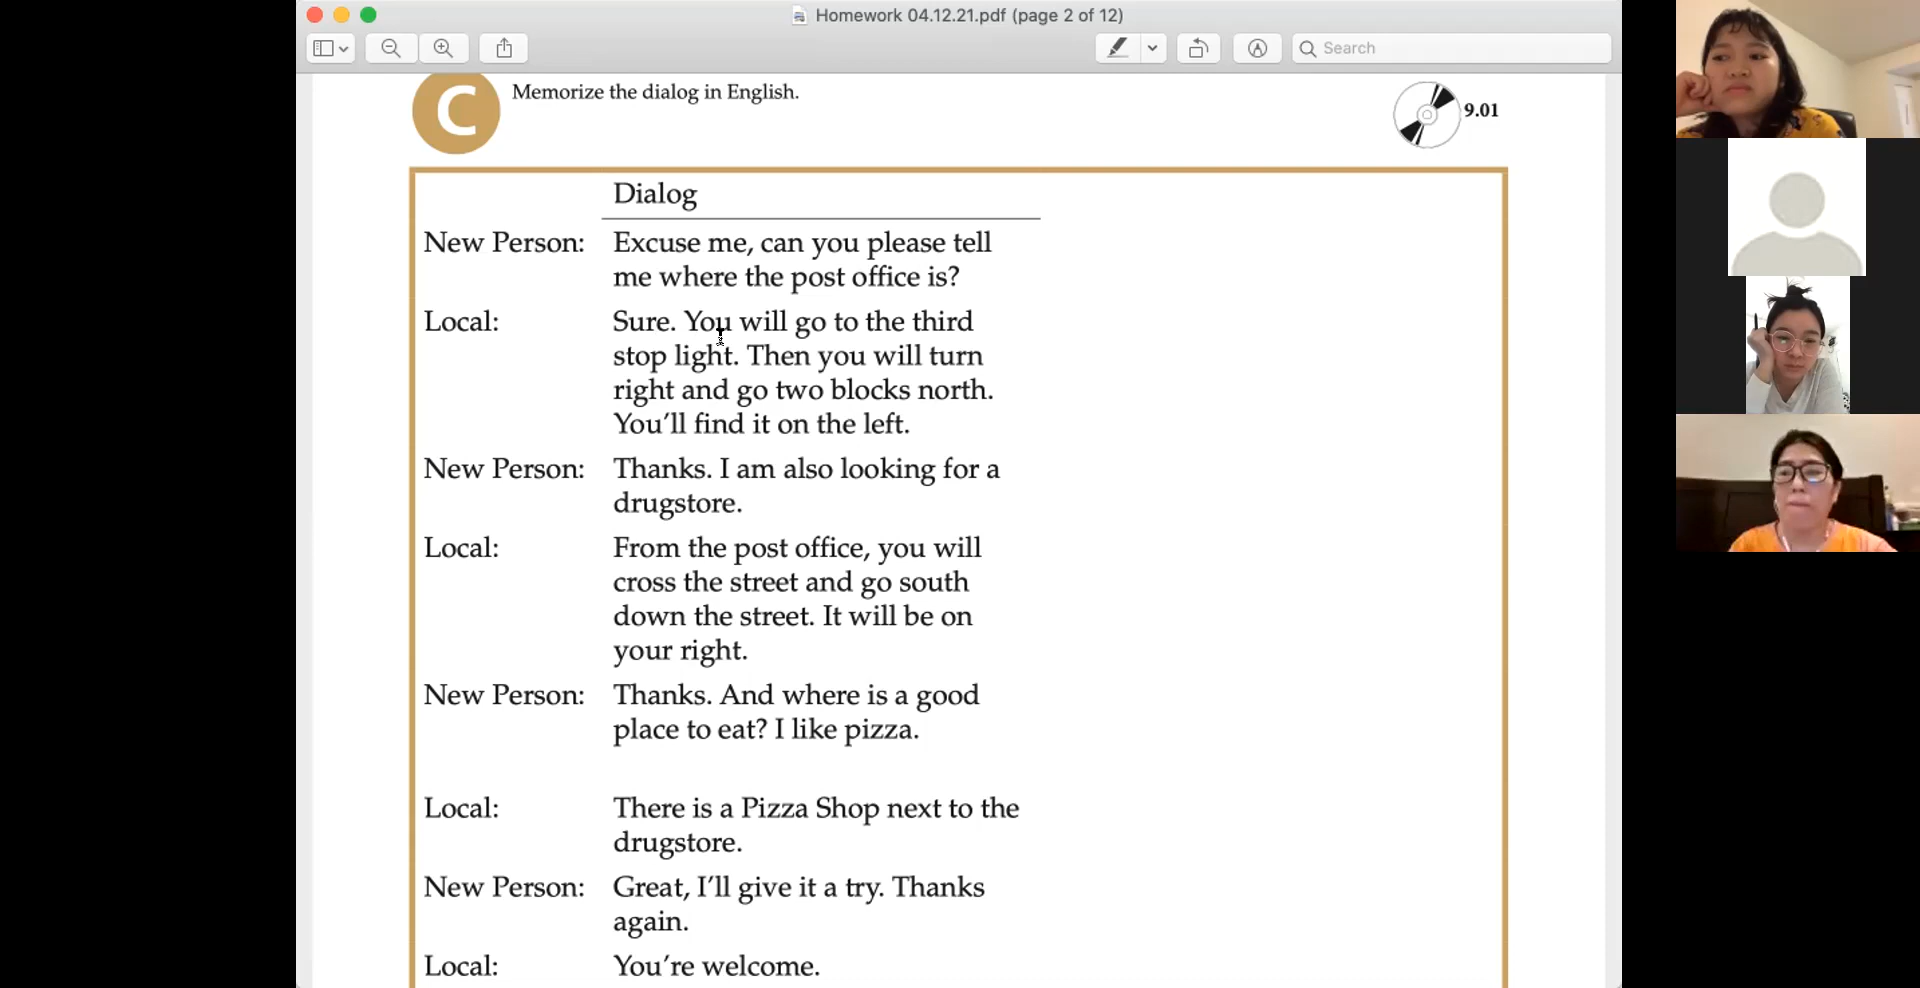 Homework 04.12.21.pdf (page 2 of 12)
Search
C
Memorize the dialog in English.
9.01
Dialog
New Person: Excuse me, can you please tell
me where the post office is?
Local: Sure. You will go to the third
stop light. Then you will turn
right and go two blocks north.
You'll find it on the left.
New Person: Thanks. I am also looking for a
drugstore.
Local: From the post office, you will
cross the street and go south
down the street. It will be on
your right.
New Person: Thanks. And where is a good
place to eat? I like pizza.
Local: There is a Pizza Shop next to the
drugstore.
New Person: Great, I'll give it a try. Thanks
again.
Local: You're welcome.